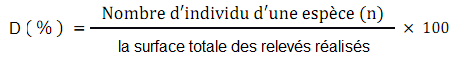 Nombre d'individu d'une espèce (n)
D ( % ) = × 100
la surface totale des relevés réalisés